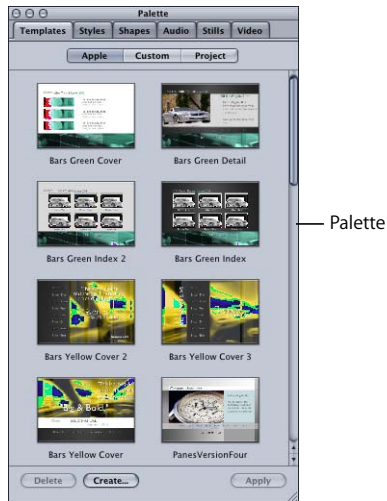 Palette
Templates Styles Shapes Audio Stills Video
Apple Custom Project
Bars Green Cover Bars Green Detail
Bars Green Index 2 Bars Green Index
Palette
Bars Yellow Cover 2 Bars Yellow Cover 3
Bars Yellow Cover PanesVersionFour
Delete Create... Apply